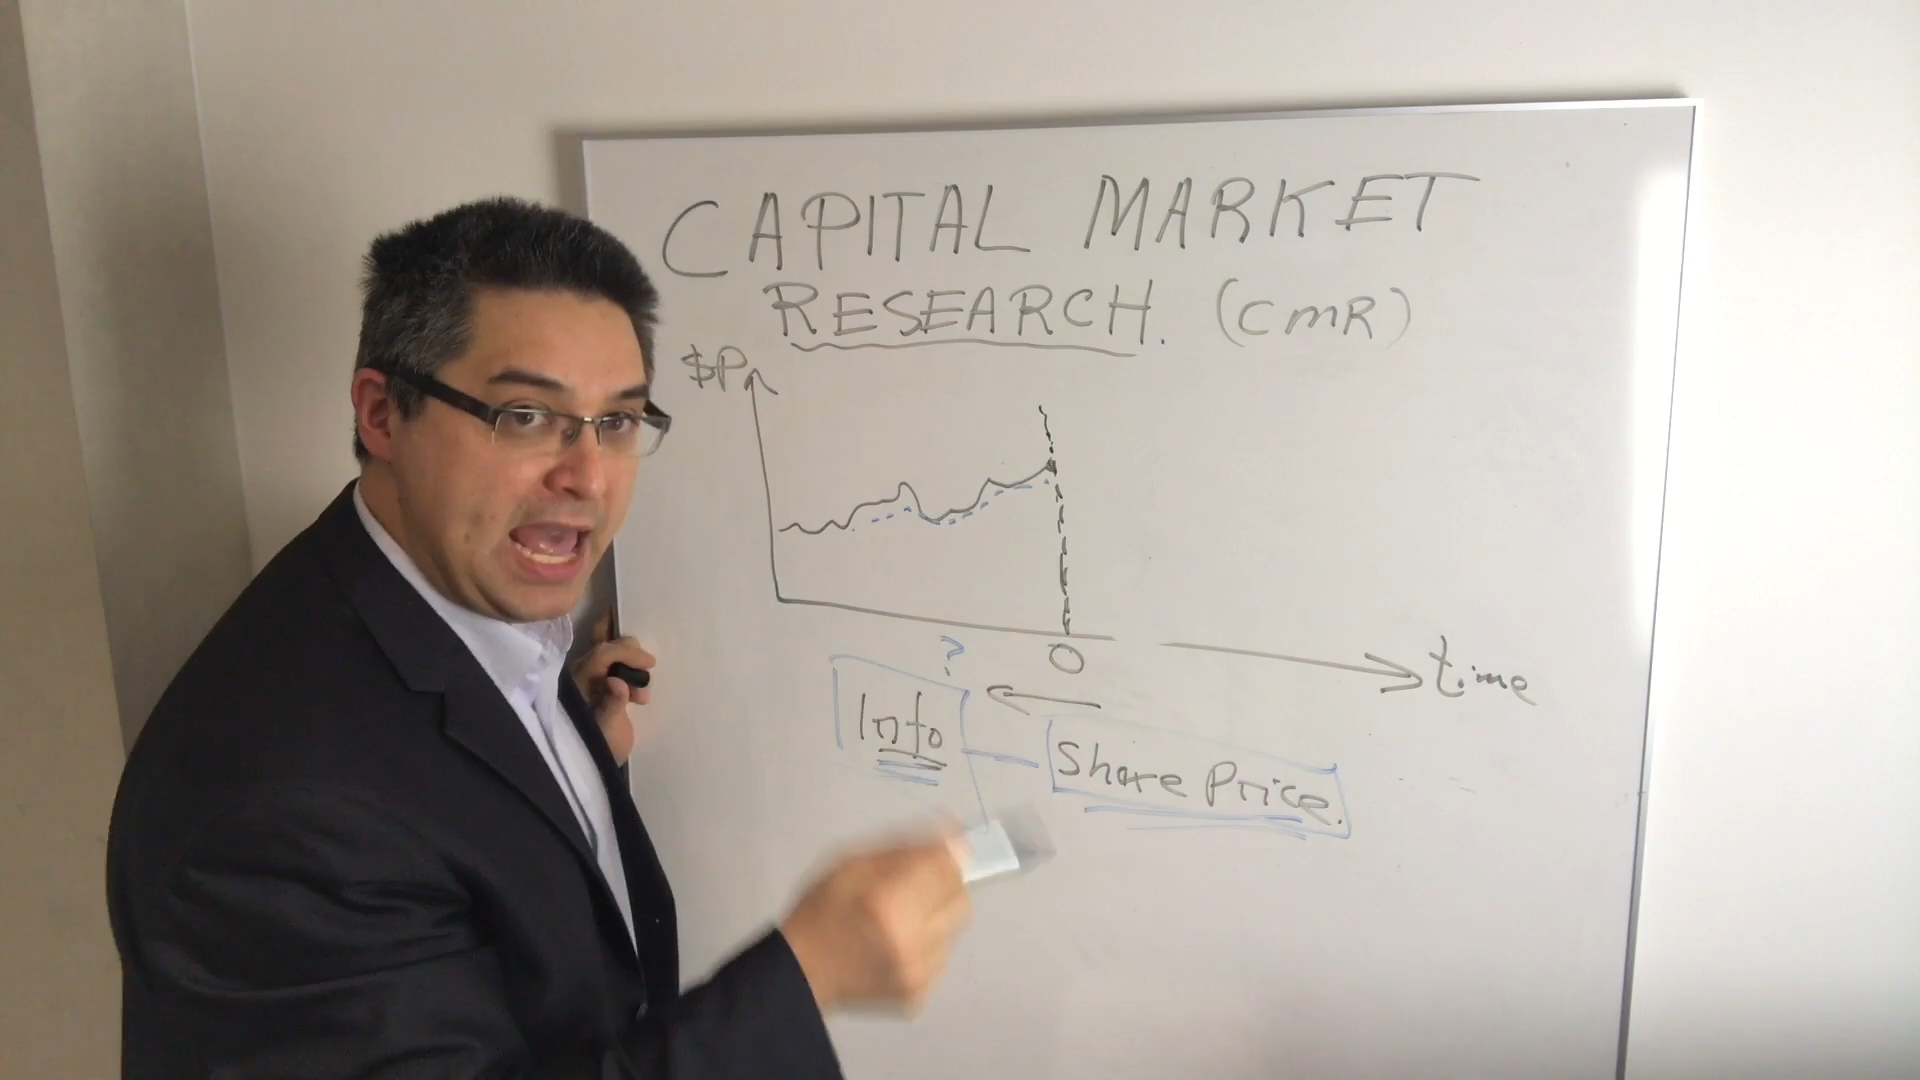 CAPITAL MARKET
RESEARCH. (CMR)
$P
?
0
time
Info
Share Price.